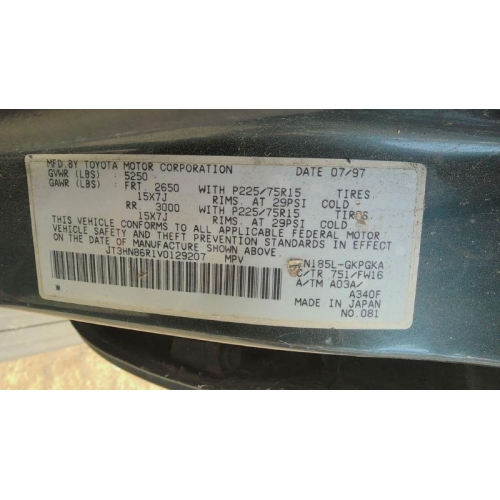 MFD.BY TOYOTA MOTOR CORPORATION DATE 07/97
GVWR (LBS) 5250
GAWR (LBS) FRT 2650 WITH P225/75R15 TIRES
15X7J RIMS AT 29PSI COLD
RR 3000 WITH P225/75R15 TIRES
15X7J RIMS AT 29PSI COLD
THIS VEHICLE CONFORMS TO ALL APPLICABLE FEDERAL MOTOR
VEHICLE SAFETY AND THEFT PREVENTION STANDARDS IN EFFECT
ON THE DATE OF MANUFACTURE SHOWN ABOVE.
JT3HN86R1V0129207 MPV
N185L-GKPGKA
C/TR 751/FW16
A/TM A03A/
A340F
MADE IN JAPAN
NO.081